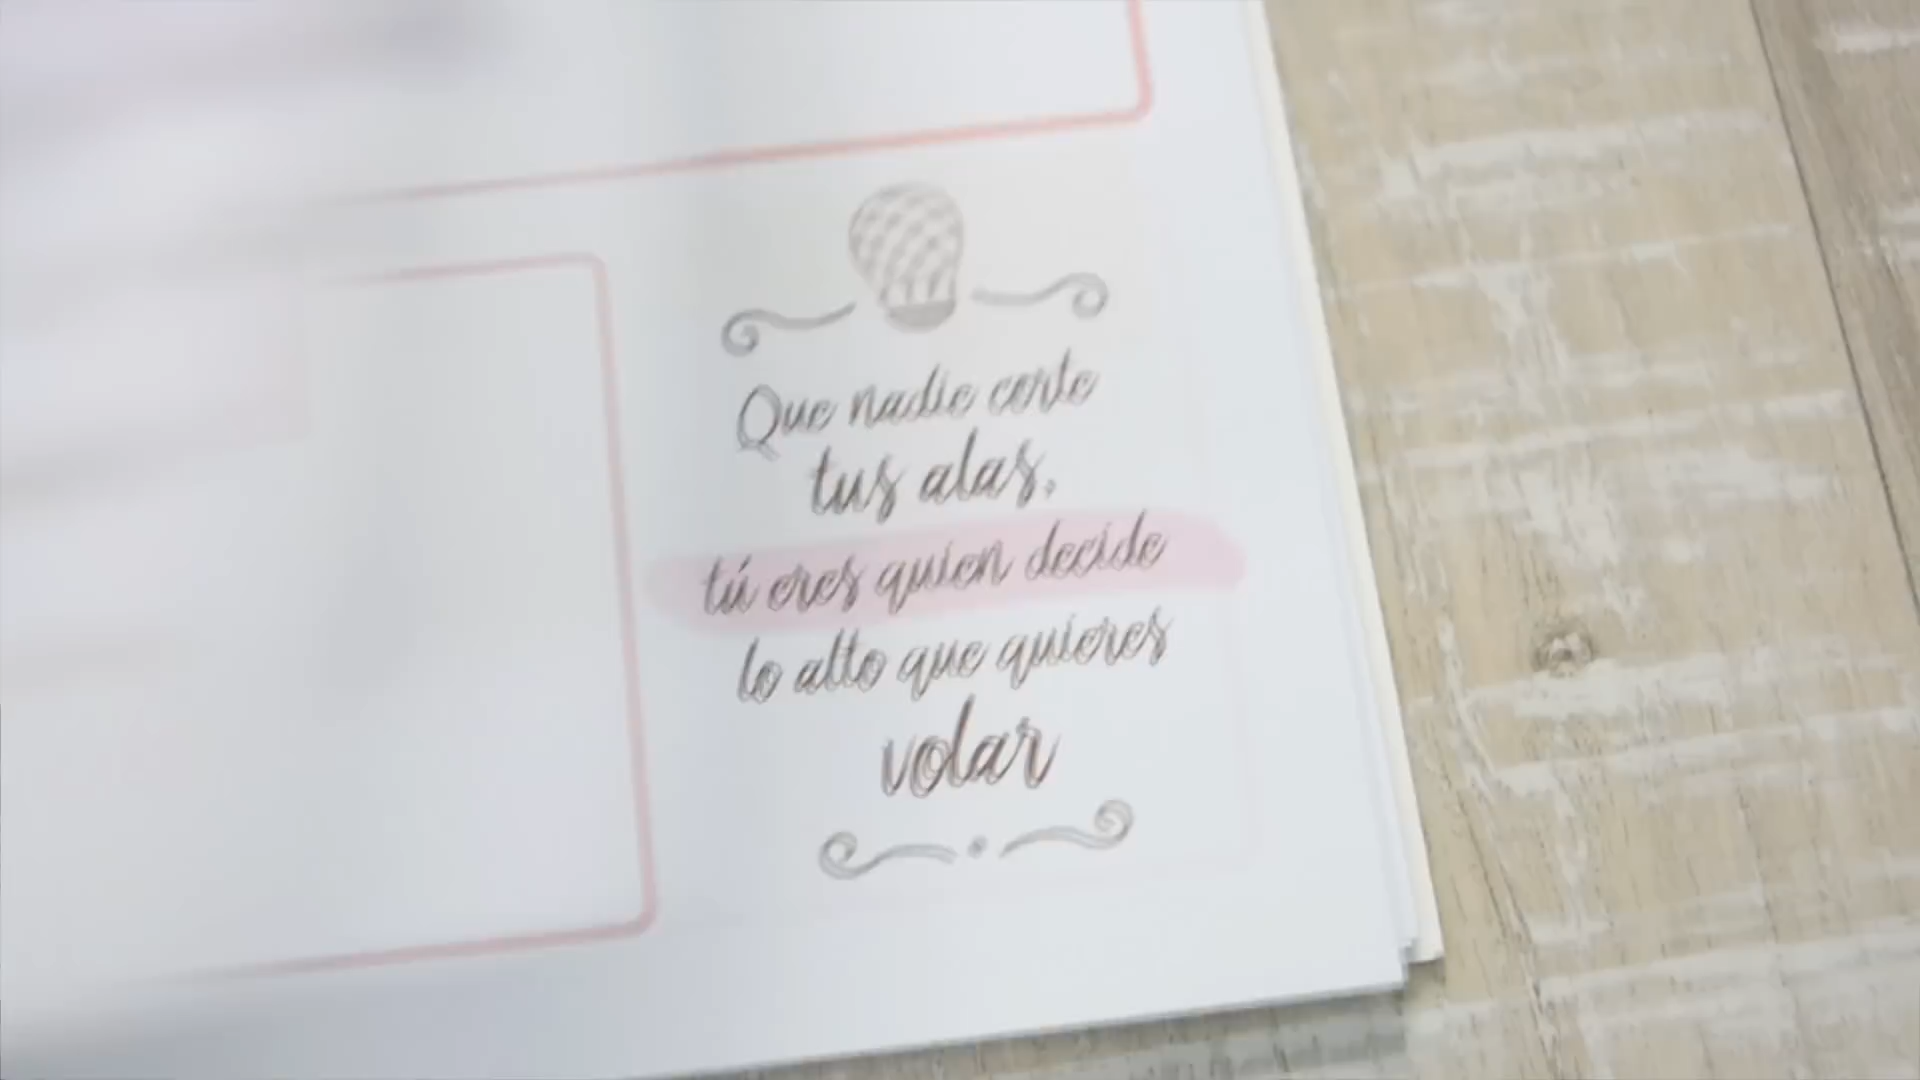 Que nadie corte
tus alas,
tú eres quien decide
lo alto que quieres
volar